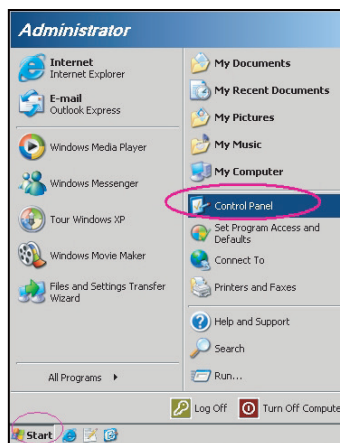 Administrator
Internet
Internet Explorer
E-mail
Outlook Express
Windows Media Player
Windows Messenger
Tour Windows XP
Windows Movie Maker
Files and Settings Transfer
Wizard
All Programs
My Documents
My Recent Documents
My Pictures
My Music
My Computer
Control Panel
Set Program Access and
Defaults
Connect To
Printers and Faxes
Help and Support
Search
Run...
Log Off
Turn Off Compute
Start